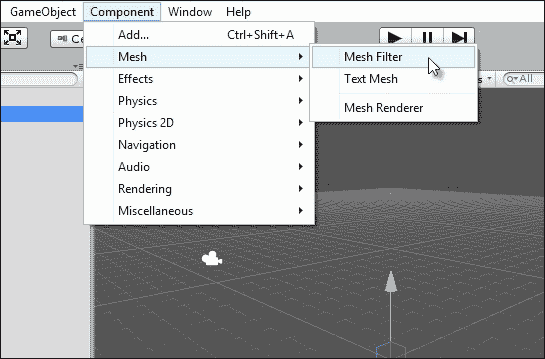 GameObject Component Window Help
Add... Ctrl+Shift+A
Mesh
Mesh Filter
Effects
Text Mesh
Physics
Mesh Renderer
Physics 2D
Navigation
Audio
Rendering
Miscellaneous
Ce
s
All